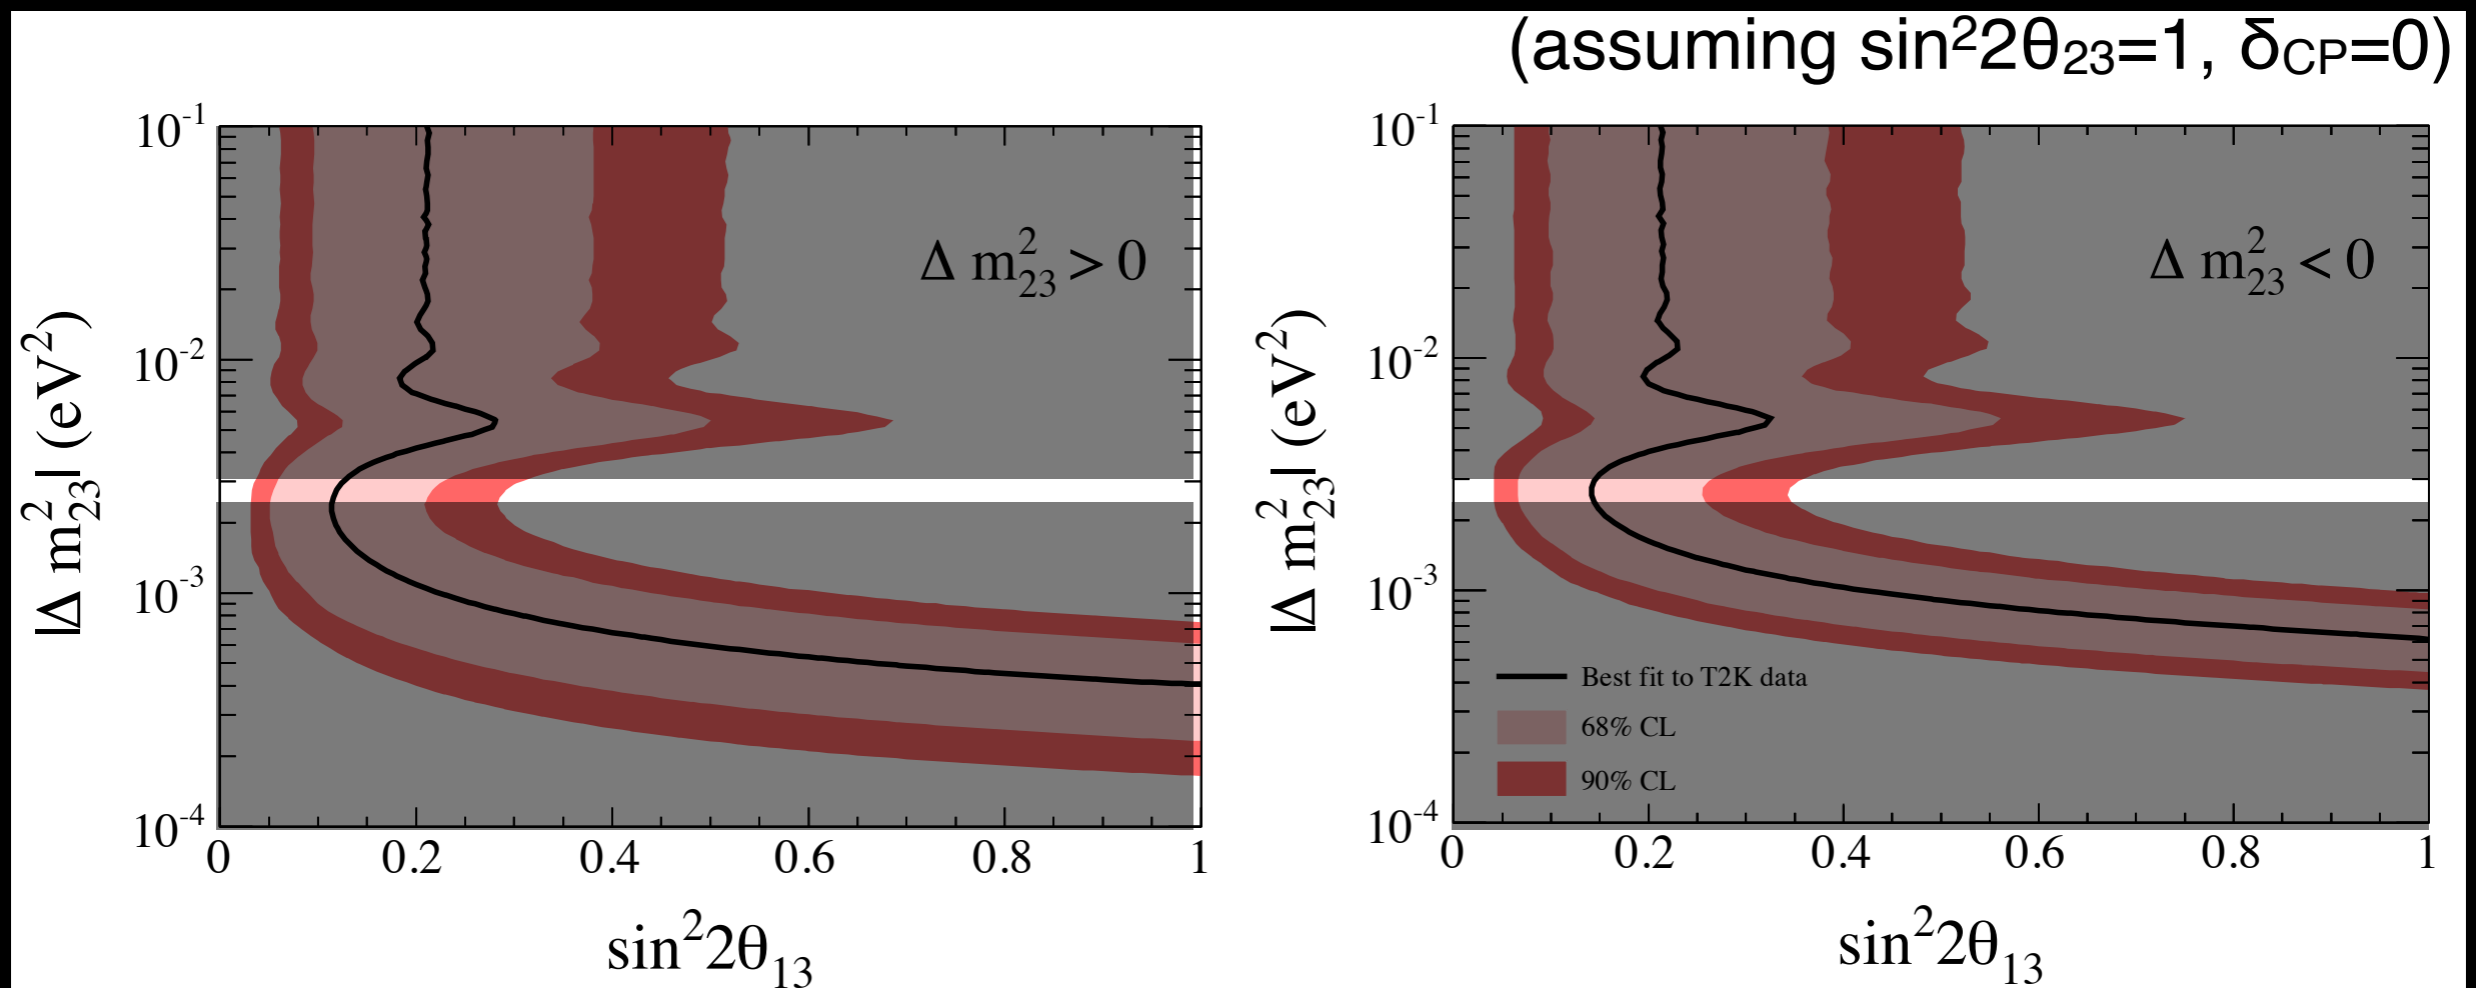 (assuming sin²2θ₂₃=1, δCP=0)
10⁻¹
10⁻²
10⁻³
10⁻⁴
|Δ m²₂₃| (eV²)
Δ m²₂₃ > 0
0 0.2 0.4 0.6 0.8 1
sin²2θ₁₃
10⁻¹
10⁻²
10⁻³
10⁻⁴
|Δ m²₂₃| (eV²)
Δ m²₂₃ < 0
Best fit to T2K data
68% CL
90% CL
0 0.2 0.4 0.6 0.8 1
sin²2θ₁₃